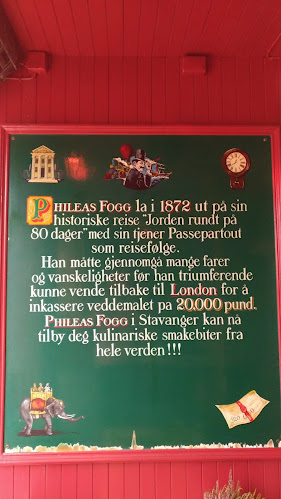 PHILEAS FOGG la i 1872 ut på sin
historiske reise "Jorden rundt på
80 dager" med sin tjener Passepartout
som reisefølge.
Han måtte gjennomgå mange farer
og vanskeligheter før han triumferende
kunne vende tilbake til London for å
inkassere veddemålet på 20.000 pund.
PHILEAS FOGG i Stavanger kan nå
tilby deg kulinariske smakebiter fra
hele verden!!!